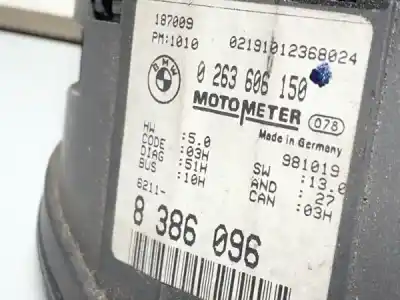 187009
PM:1010 02191012368024
BMW
0 263 606 150
MOTOMETER 078
Made in Germany
981019
HW :5.0 SW :13.0
CODE :03H AND :27
DIAG :51H CAN :03H
BUS :10H
6211-
8 386 096